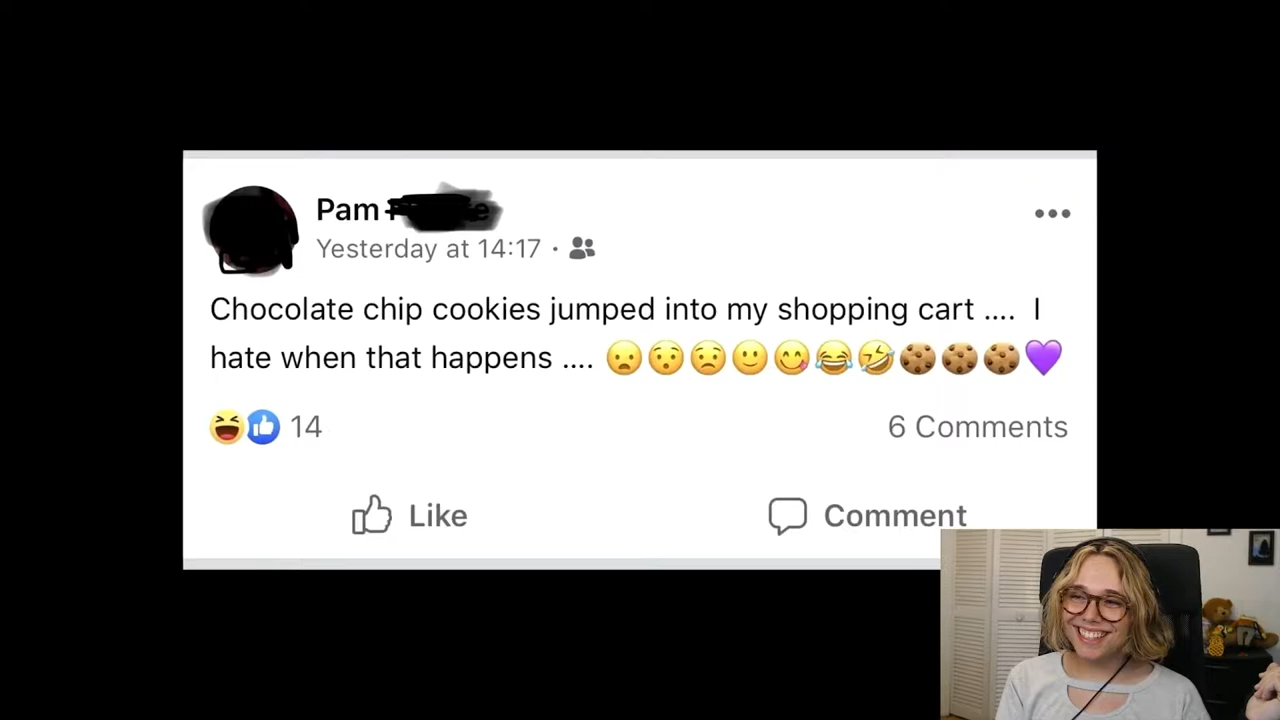 Pam
Yesterday at 14:17 ·
Chocolate chip cookies jumped into my shopping cart .... I
hate when that happens .... 😦😯😟🙂😋😂🤣🍪🍪🍪💜
14
6 Comments
Like
Comment